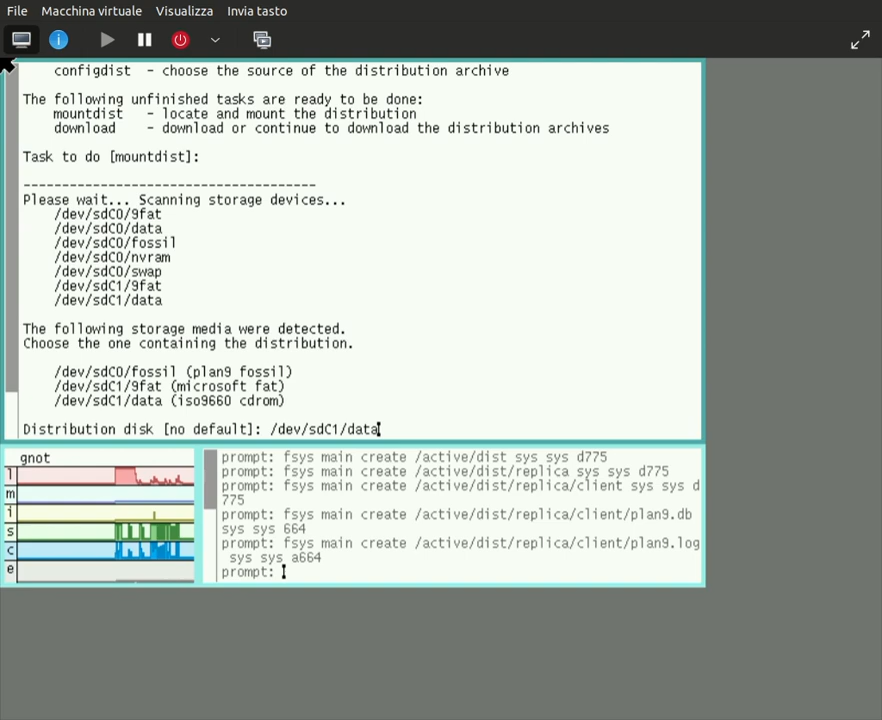 File Macchina virtuale Visualizza Invia tasto
configdist - choose the source of the distribution archive
The following unfinished tasks are ready to be done:
mountdist - locate and mount the distribution
download - download or continue to download the distribution archives
Task to do [mountdist]:
-------------------------------------
Please wait... Scanning storage devices...
/dev/sdC0/9fat
/dev/sdC0/data
/dev/sdC0/fossil
/dev/sdC0/nvram
/dev/sdC0/swap
/dev/sdC1/9fat
/dev/sdC1/data
The following storage media were detected.
Choose the one containing the distribution.
/dev/sdC0/fossil (plan9 fossil)
/dev/sdC1/9fat (microsoft fat)
/dev/sdC1/data (iso9660 cdrom)
Distribution disk [no default]: /dev/sdC1/data
gnot
l
m
i
s
c
e
prompt: fsys main create /active/dist sys sys d775
prompt: fsys main create /active/dist/replica sys sys d775
prompt: fsys main create /active/dist/replica/client sys sys d
775
prompt: fsys main create /active/dist/replica/client/plan9.db
sys sys 664
prompt: fsys main create /active/dist/replica/client/plan9.log
sys sys a664
prompt: